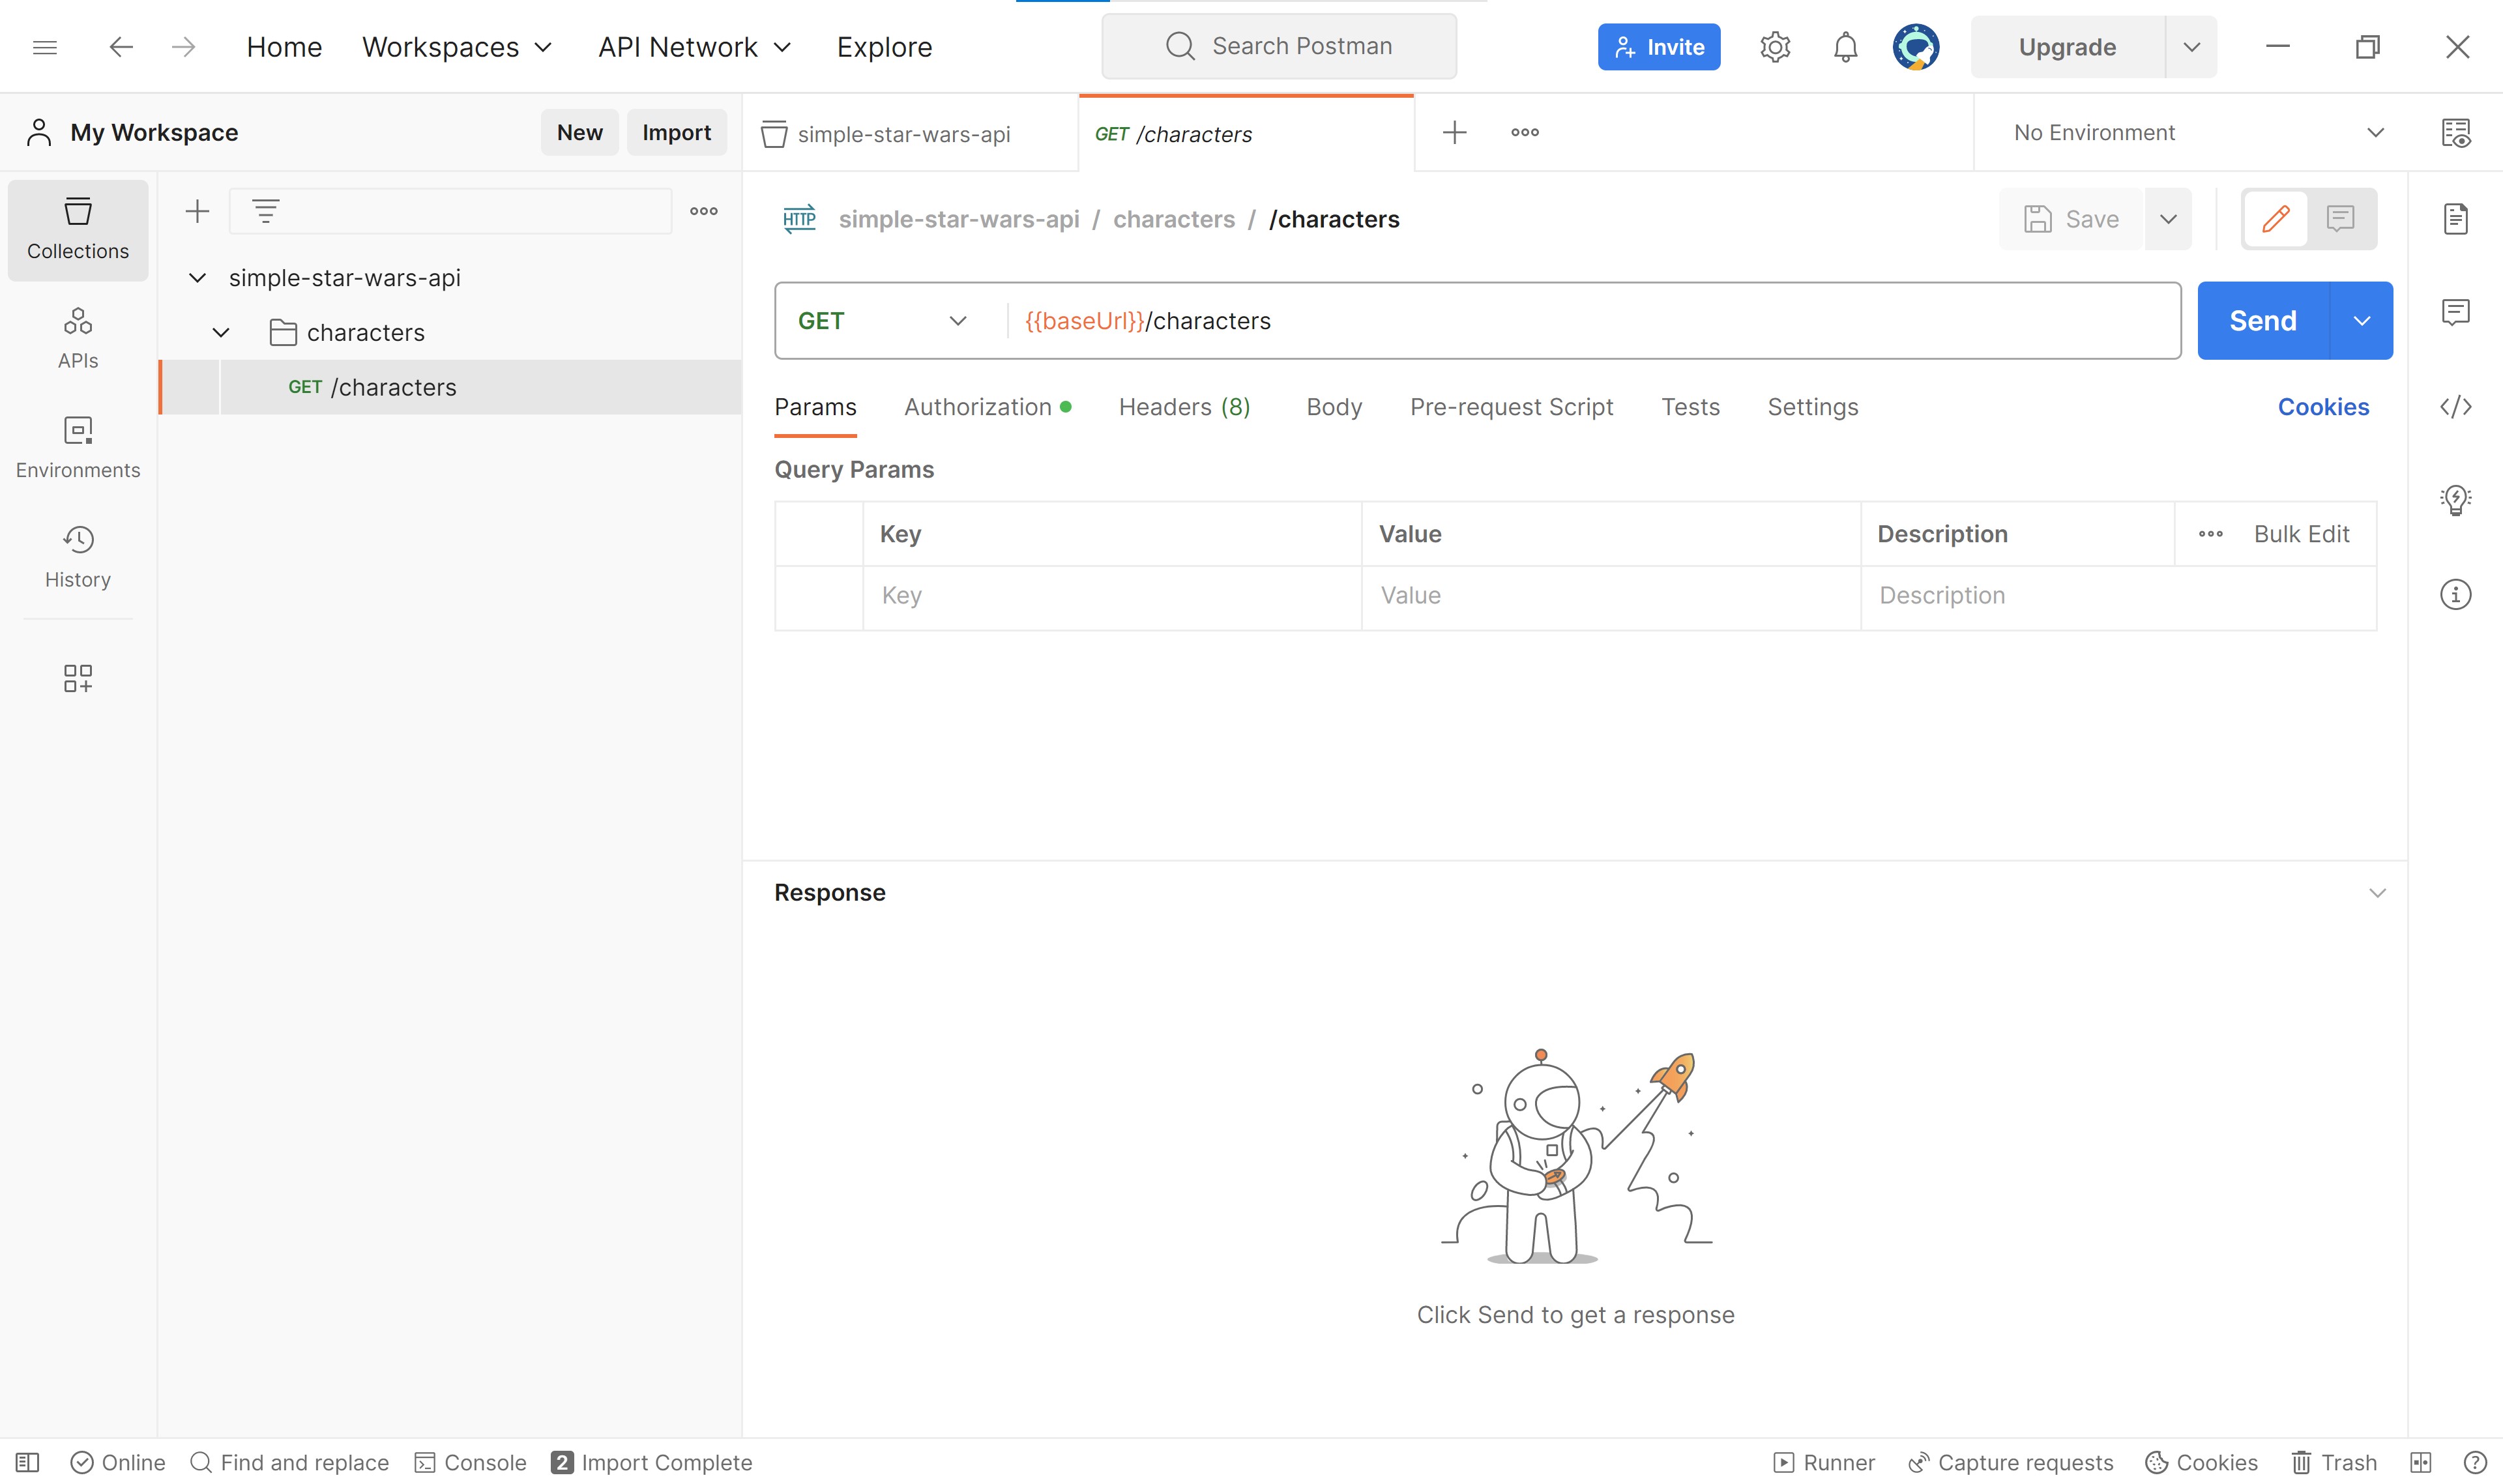 Home Workspaces API Network Explore Search Postman Invite Upgrade
My Workspace New Import simple-star-wars-api GET /characters No Environment
HTTP simple-star-wars-api / characters / /characters Save
Collections
simple-star-wars-api
characters
GET /characters
APIs
Environments
History
GET {{baseUrl}}/characters Send
Params Authorization Headers (8) Body Pre-request Script Tests Settings Cookies
Query Params
Key Value Description Bulk Edit
Key Value Description
Response
Click Send to get a response
Online Find and replace Console 2 Import Complete Runner Capture requests Cookies Trash